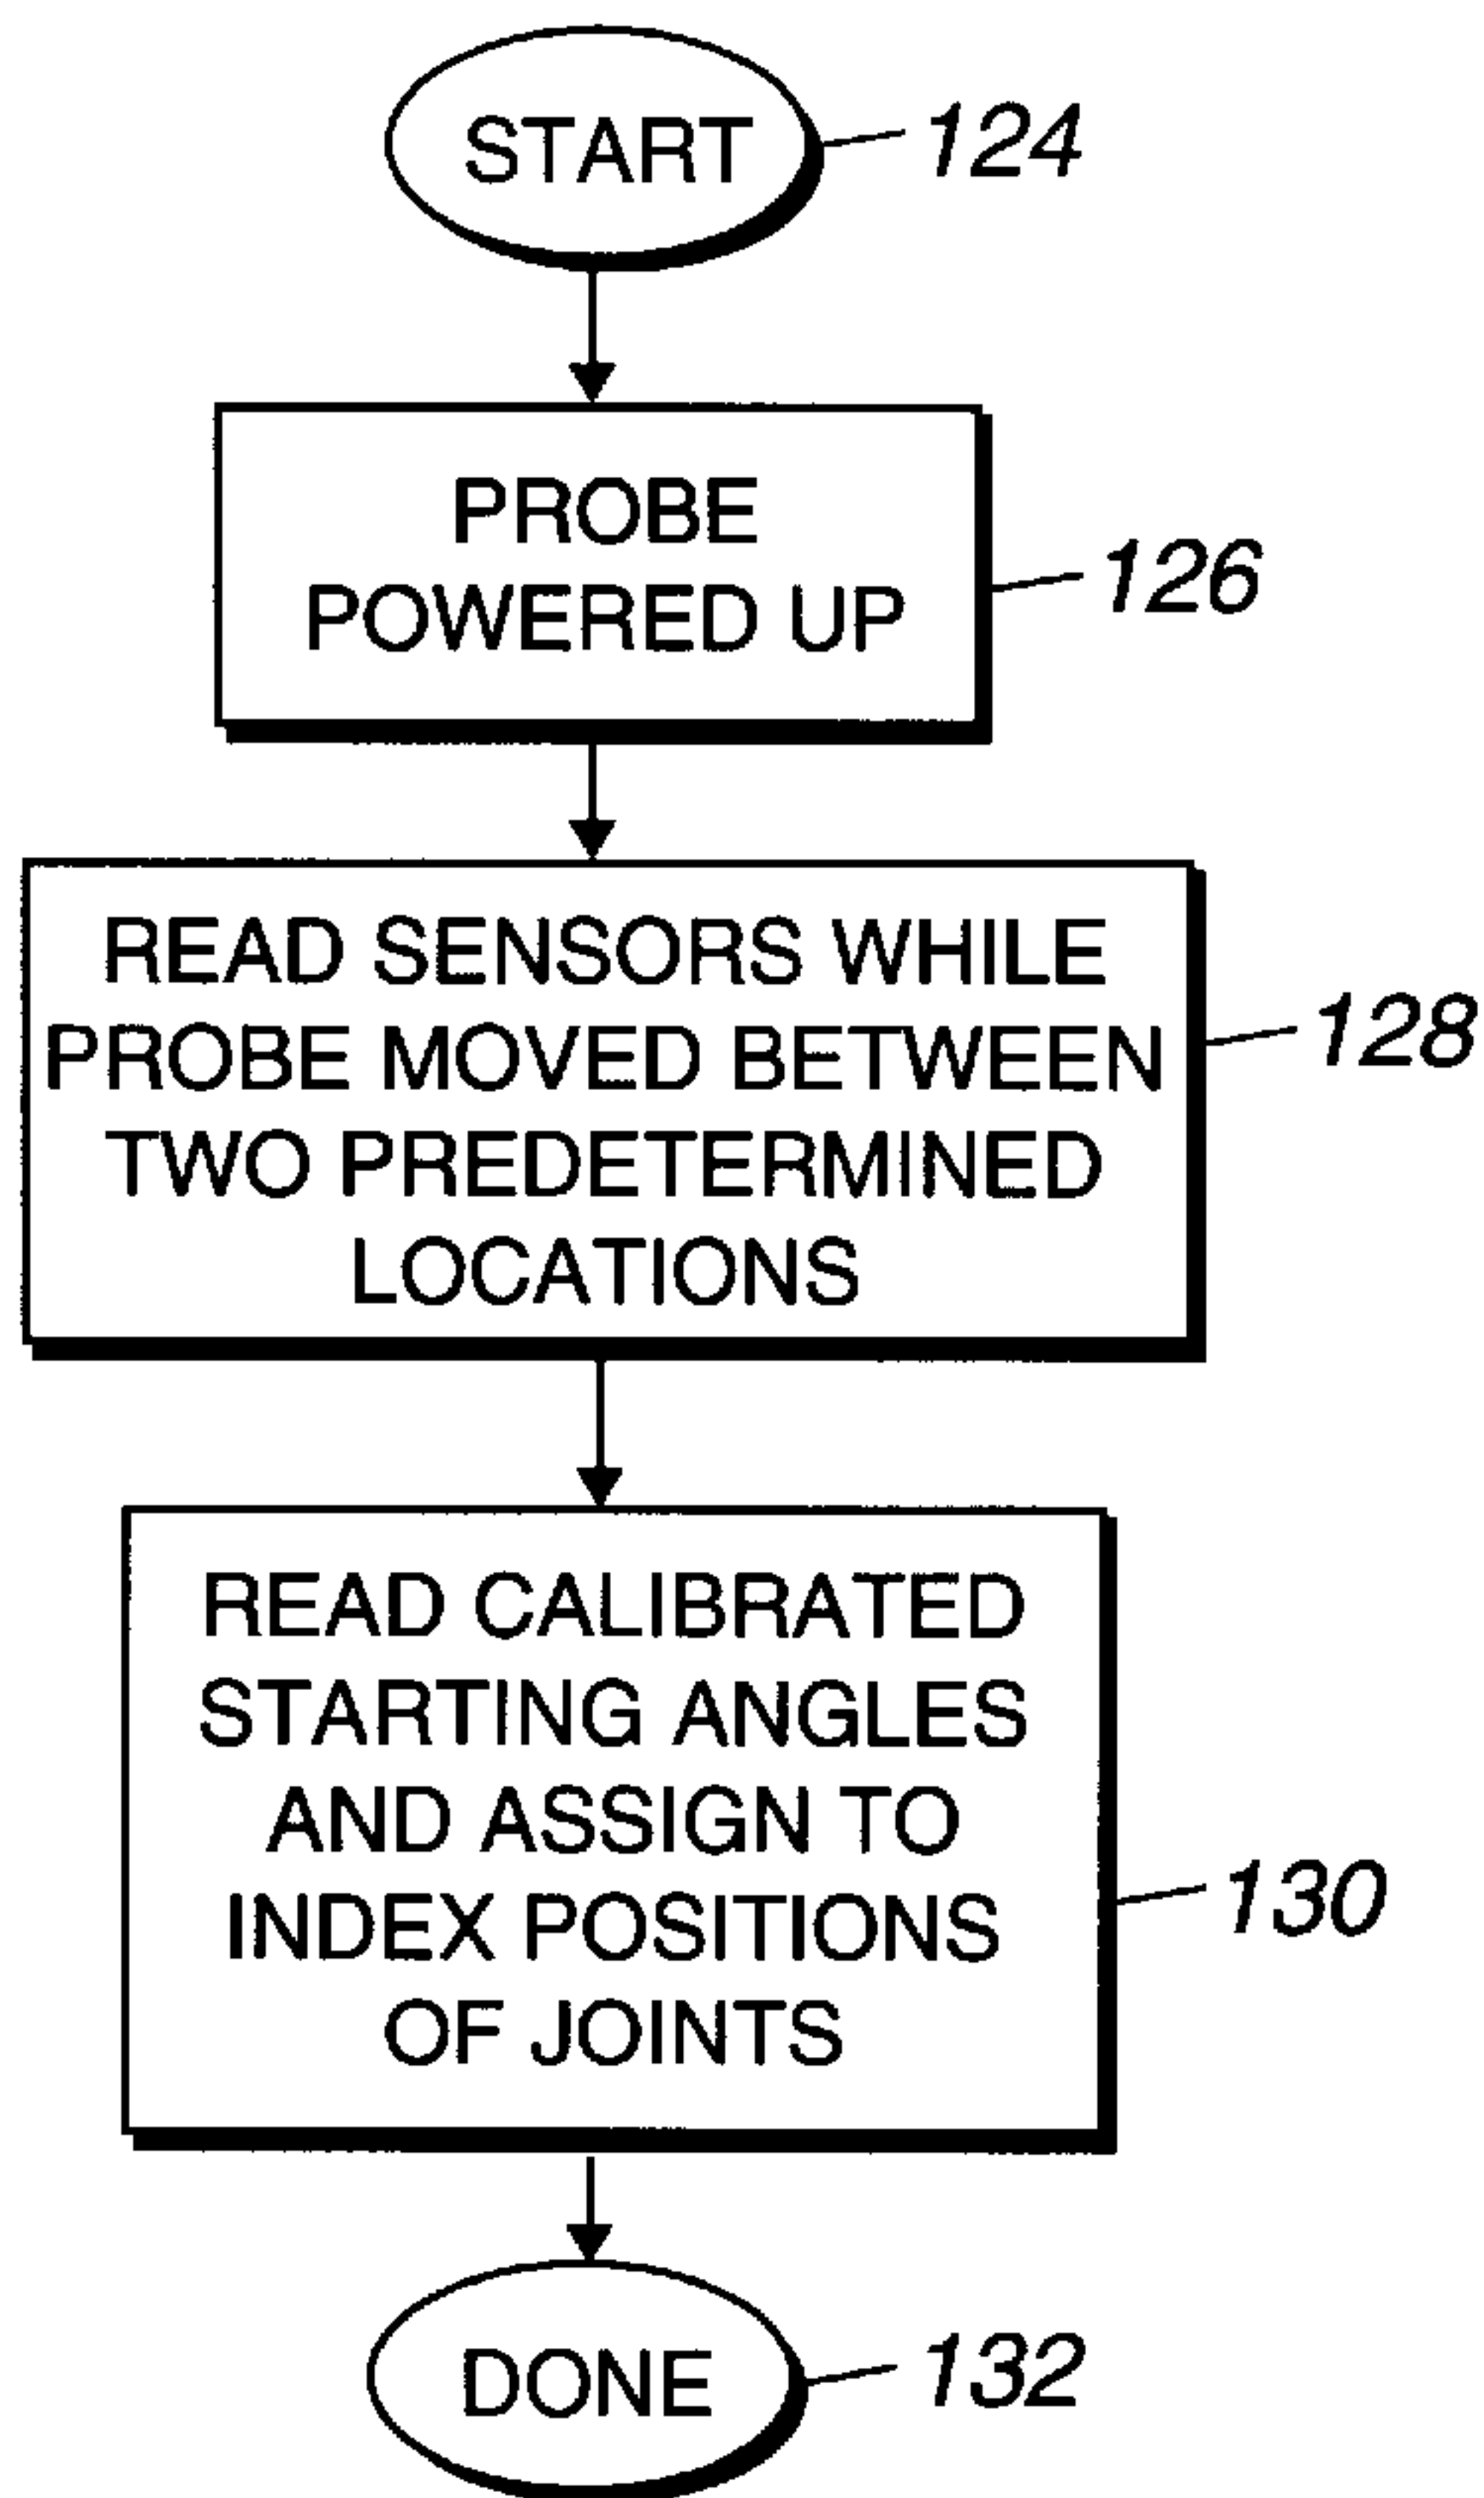 START
124
PROBE
POWERED UP
126
READ SENSORS WHILE
PROBE MOVED BETWEEN
TWO PREDETERMINED
LOCATIONS
128
READ CALIBRATED
STARTING ANGLES
AND ASSIGN TO
INDEX POSITIONS
OF JOINTS
130
DONE
132